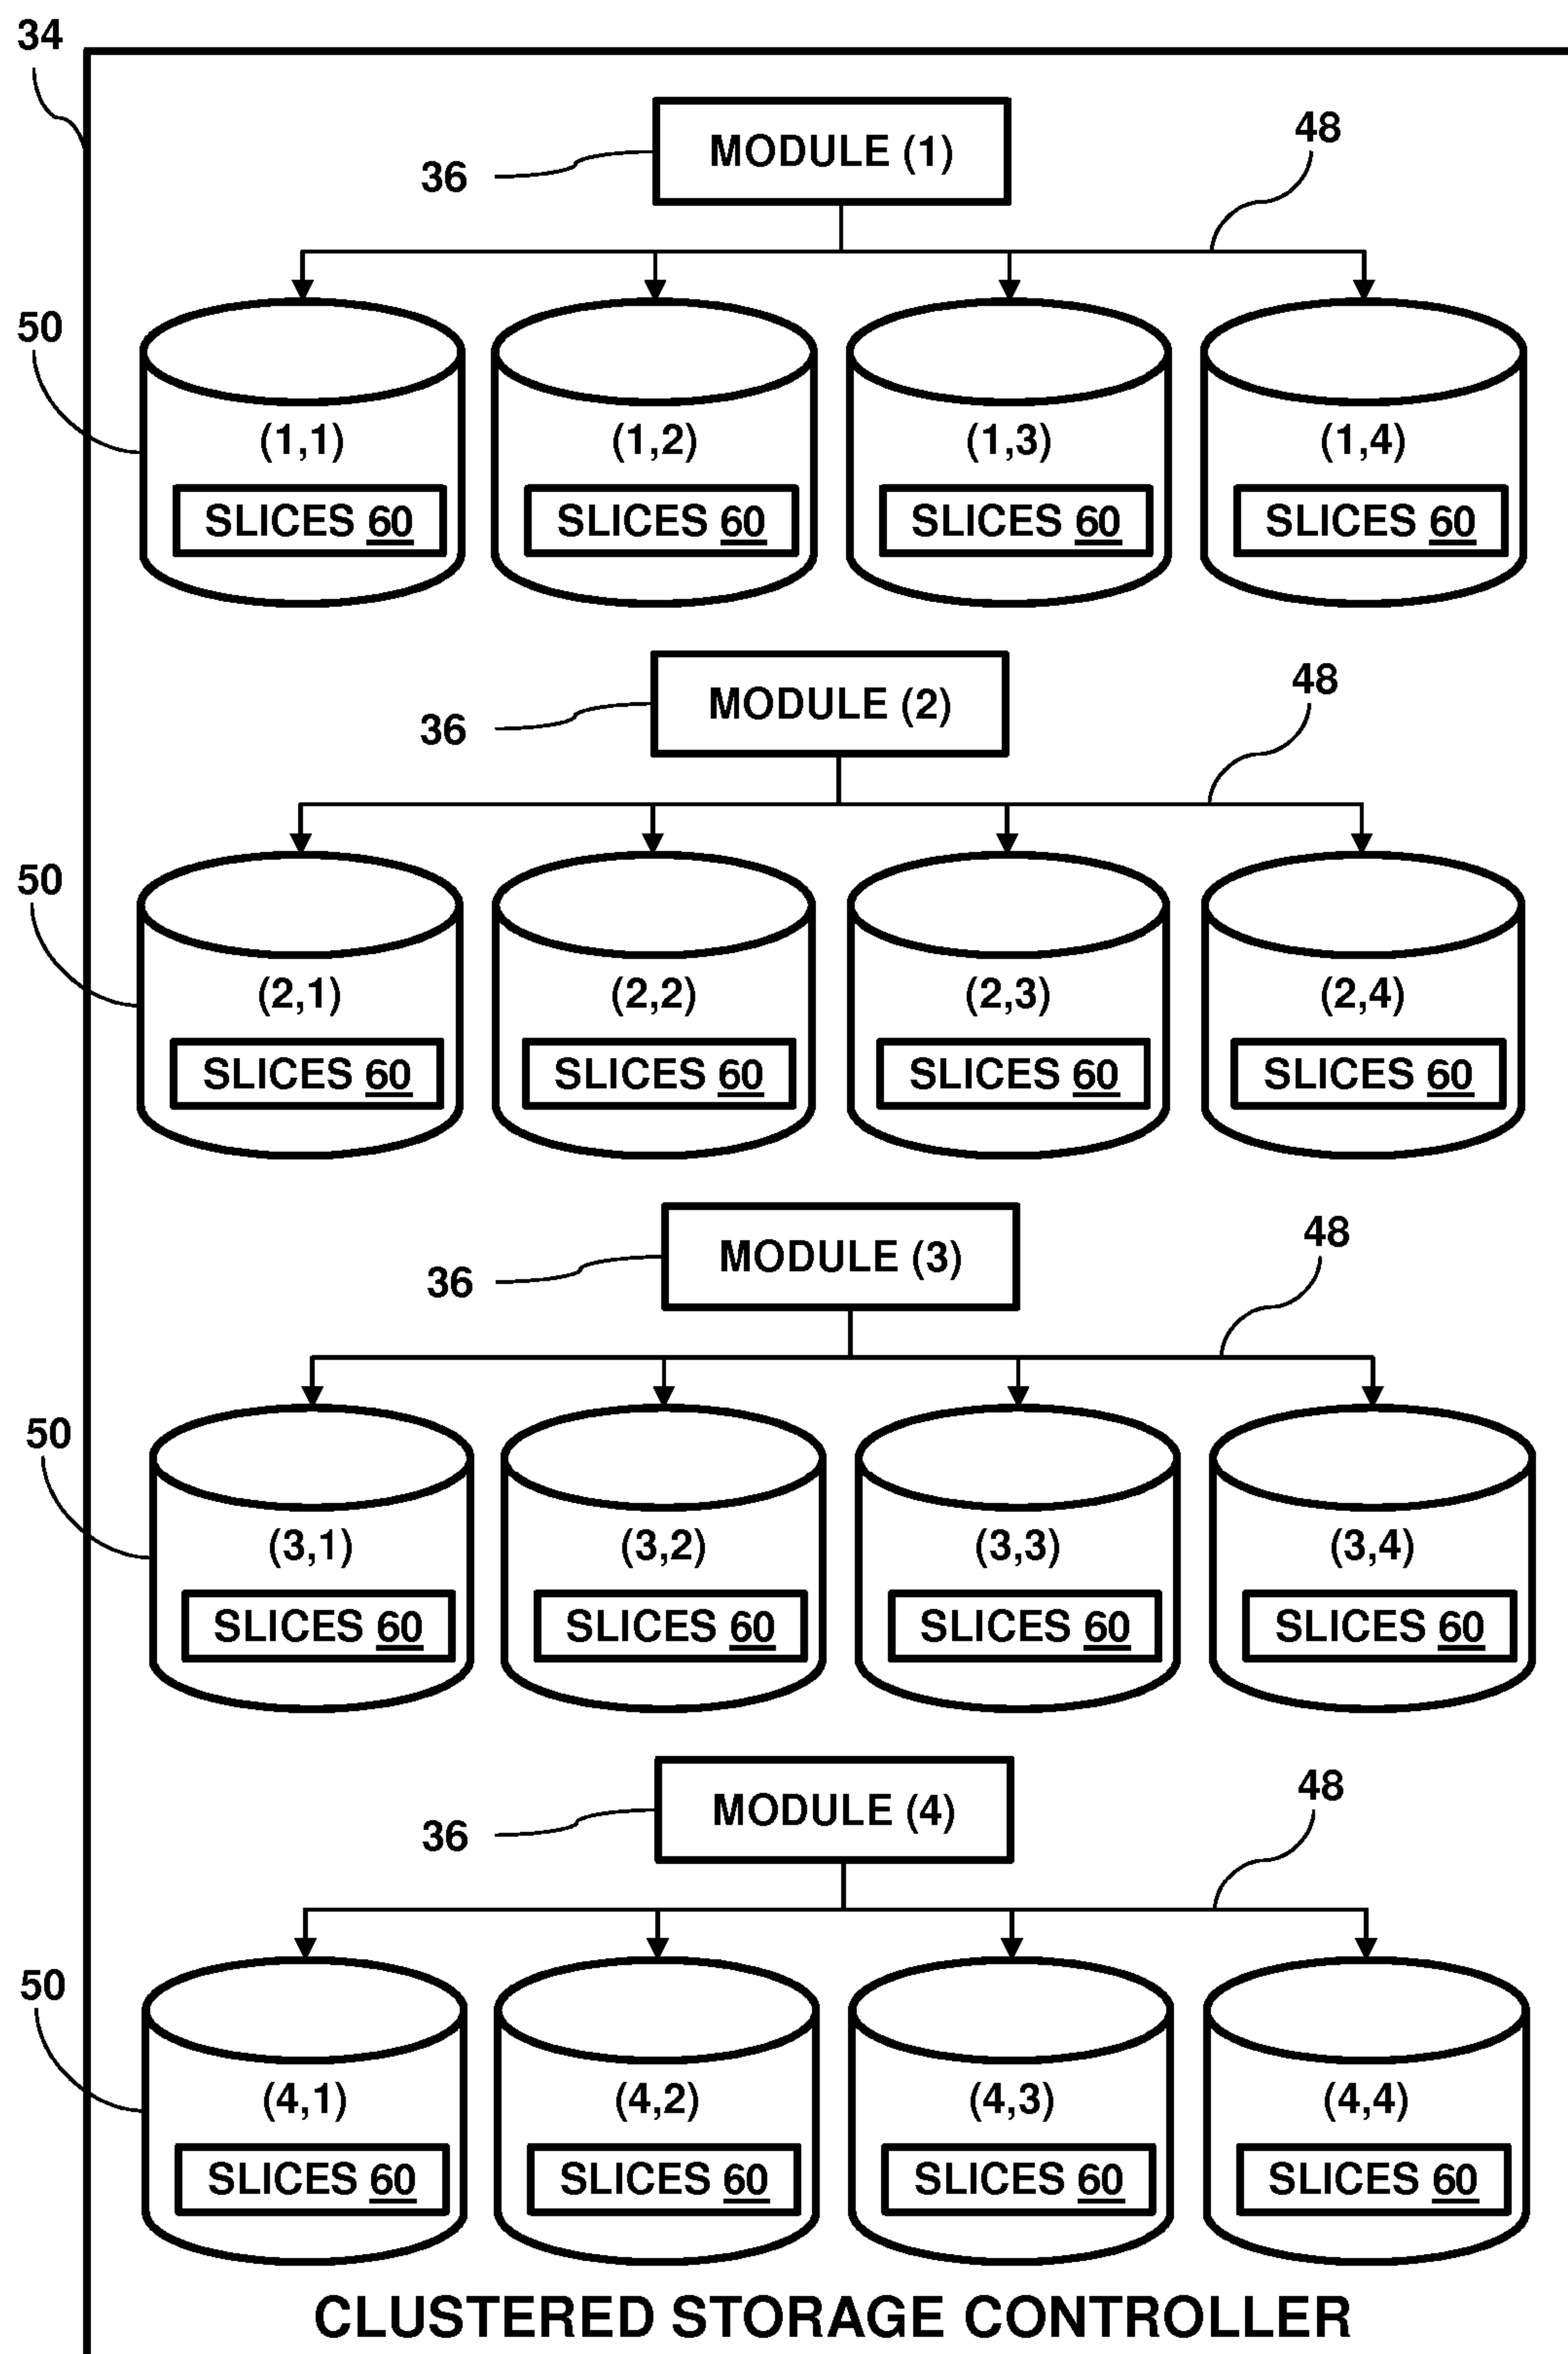 34
MODULE (1)
48
36
50
(1,1) (1,2) (1,3) (1,4)
SLICES 60 SLICES 60 SLICES 60 SLICES 60
MODULE (2)
48
36
50
(2,1) (2,2) (2,3) (2,4)
SLICES 60 SLICES 60 SLICES 60 SLICES 60
MODULE (3)
48
36
50
(3,1) (3,2) (3,3) (3,4)
SLICES 60 SLICES 60 SLICES 60 SLICES 60
MODULE (4)
48
36
50
(4,1) (4,2) (4,3) (4,4)
SLICES 60 SLICES 60 SLICES 60 SLICES 60
CLUSTERED STORAGE CONTROLLER